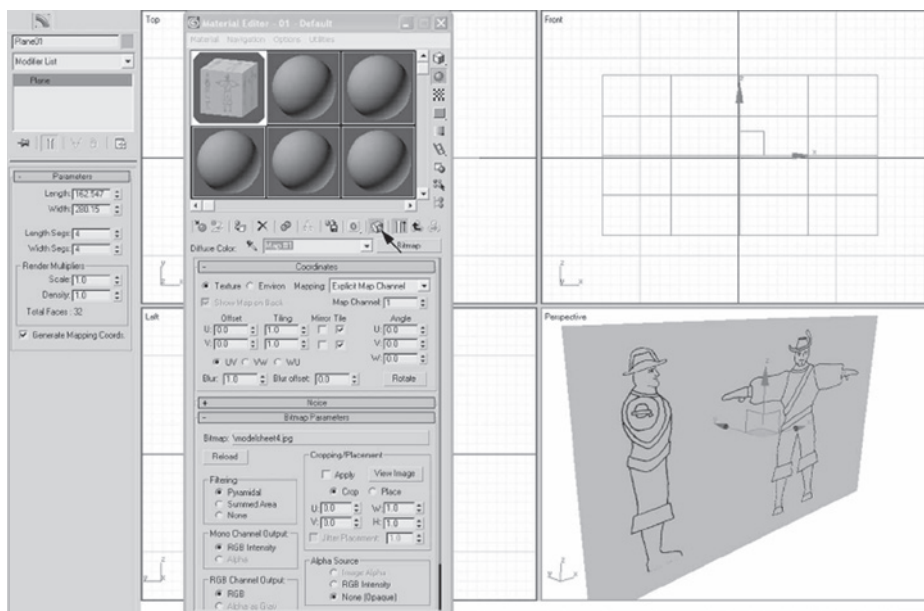 Plane01
Modifier List
Plane
Parameters
Length: 162.547
Width: 280.15
Length Segs: 4
Width Segs: 4
Render Multipliers
Scale: 1.0
Density: 1.0
Total Faces : 32
Generate Mapping Coords.
Top
Left
Material Editor - 01 - Default
Material Navigation Options Utilities
Diffuse Color:
Bitmap
- Coordinates
Texture Environ Mapping: Explicit Map Channel
Show Map on Back Map Channel: 1
Offset Tiling Mirror Tile Angle
U: 0.0 1.0 U: 0.0
V: 0.0 1.0 V: 0.0
W: 0.0
UV VW WU
Blur: 1.0 Blur offset: 0.0 Rotate
+ Noise
- Bitmap Parameters
Bitmap: \modelsheet4.jpg
Reload
Cropping/Placement
Apply View Image
Crop Place
U: 0.0 W: 1.0
V: 0.0 H: 1.0
Jitter Placement: 1.0
Filtering
Pyramidal
Summed Area
None
Mono Channel Output:
RGB Intensity
Alpha
RGB Channel Output:
RGB
Alpha as Gray
Alpha Source
Image Alpha
RGB Intensity
None (Opaque)
Front
x
z
x
Perspective